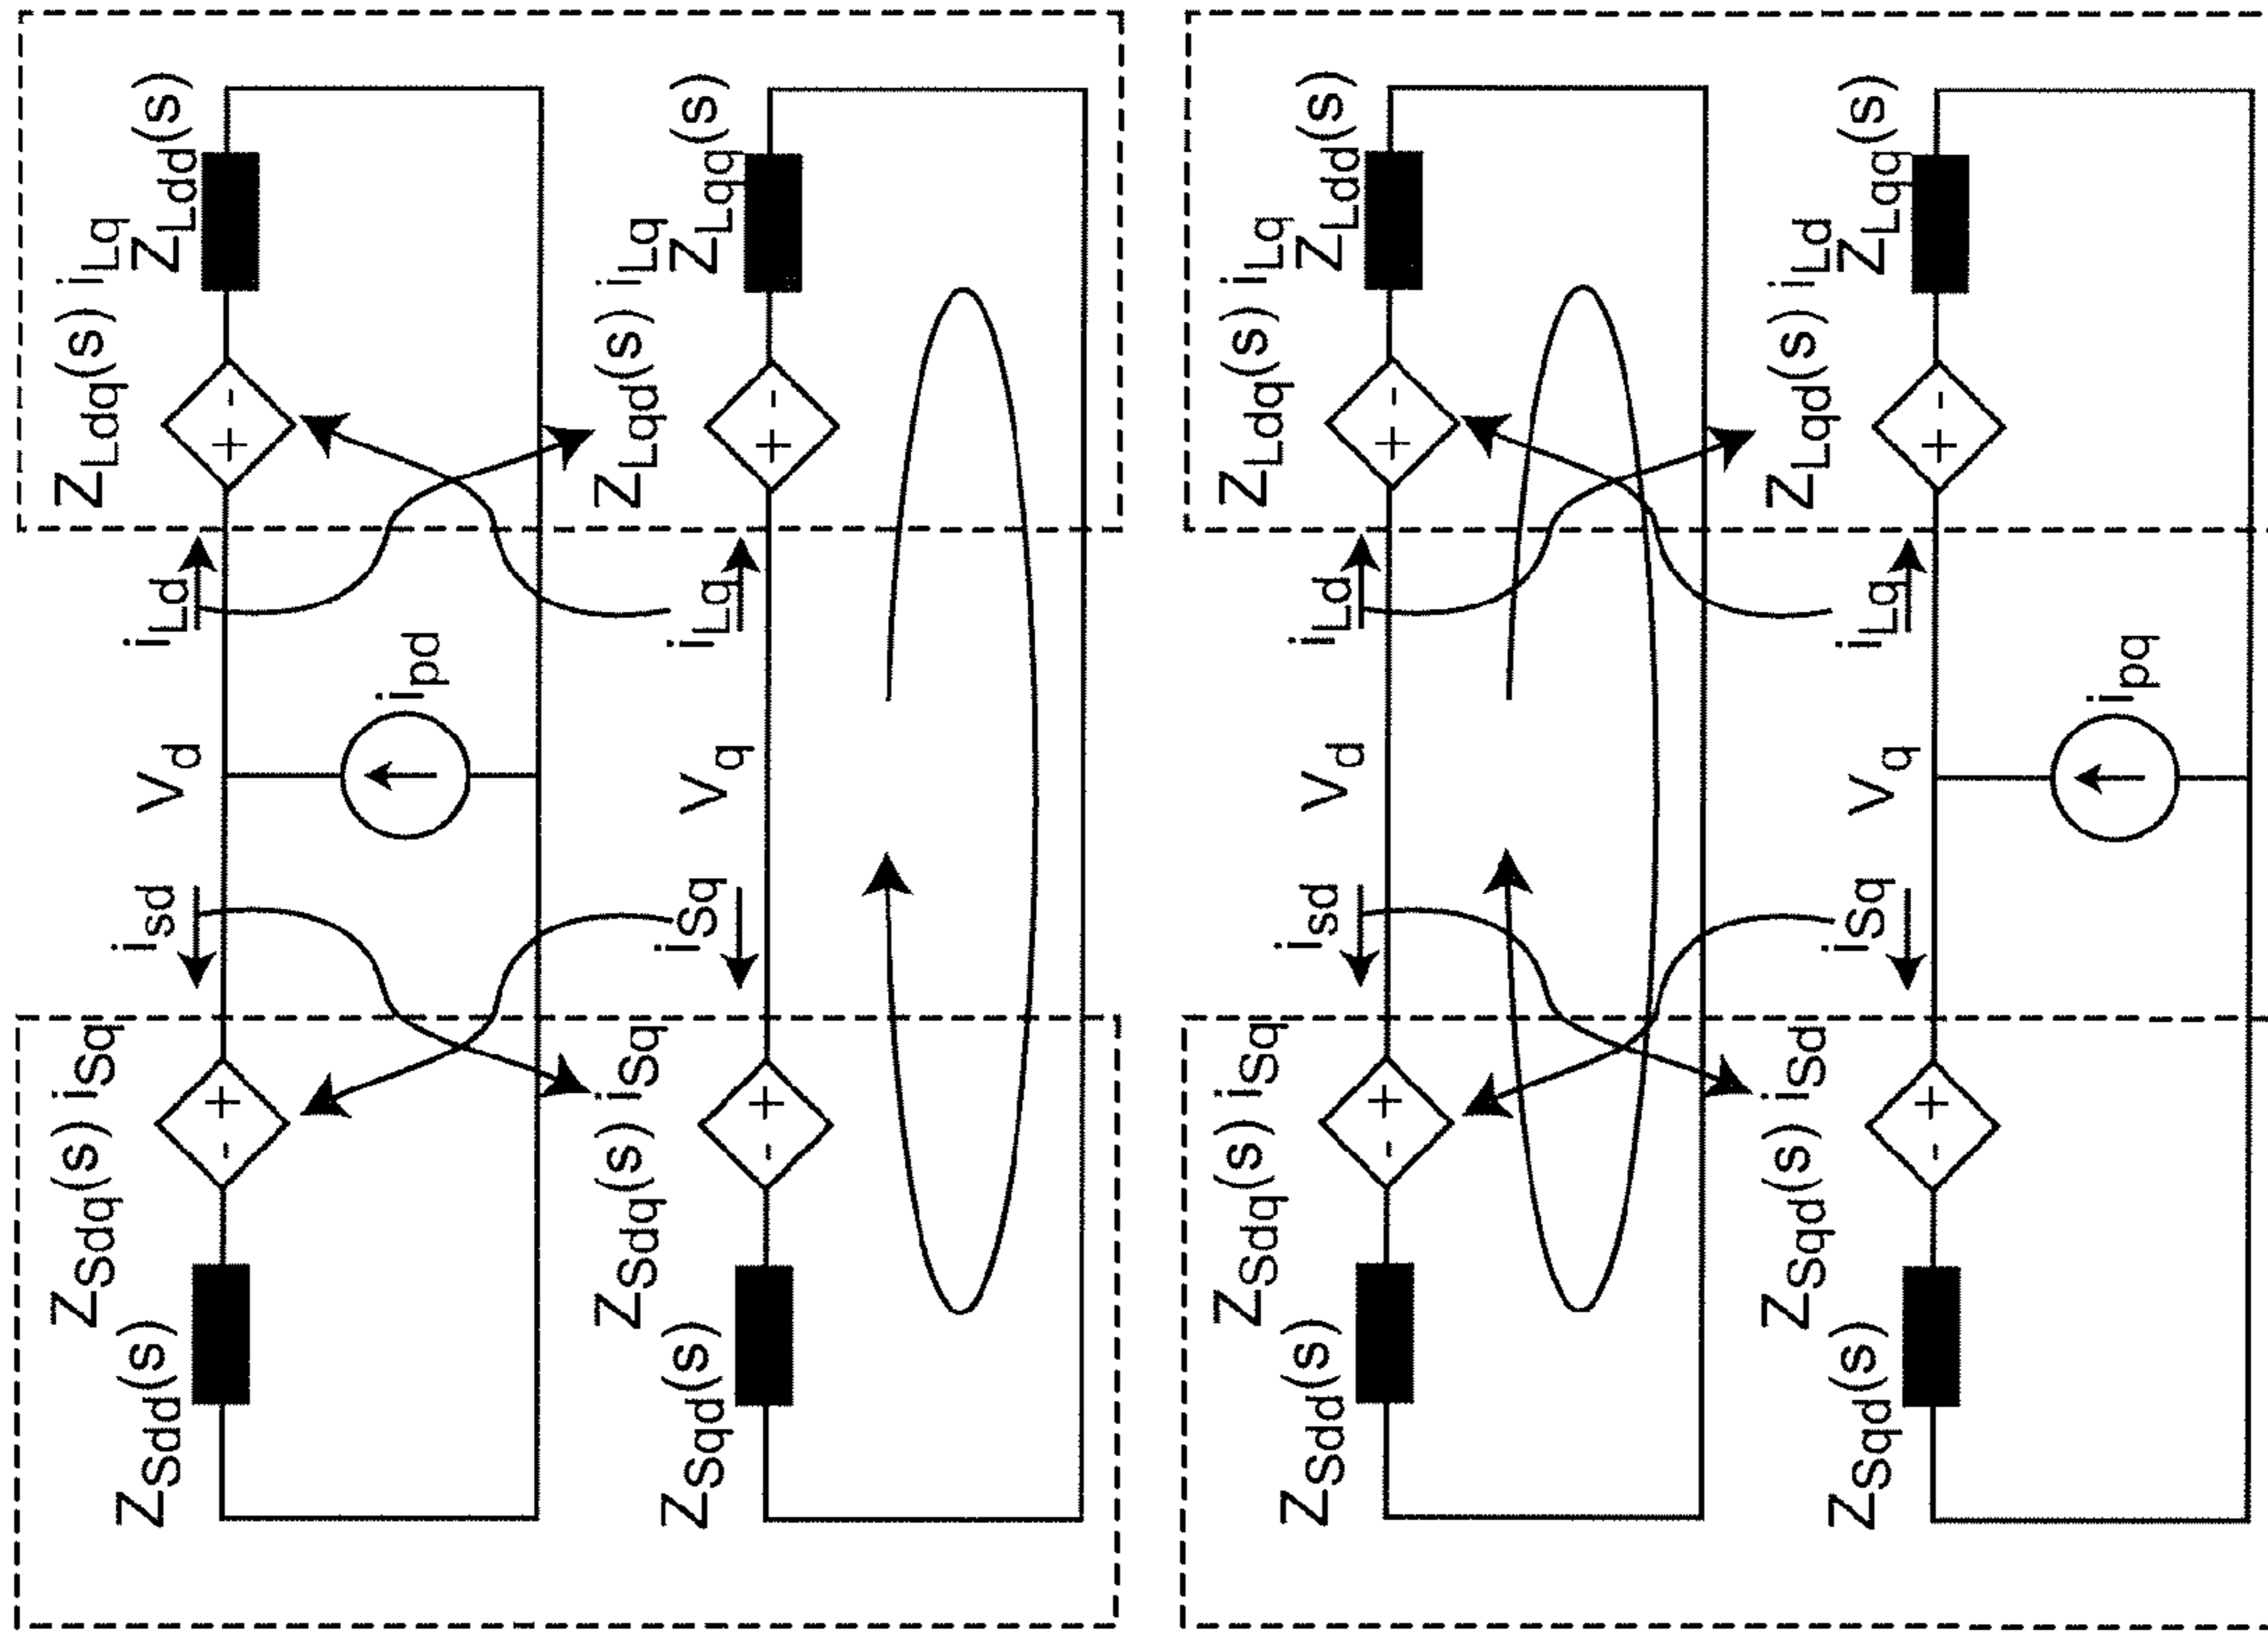 Z_Sdq(s) i_Sq
Z_Ldq(s) i_Lq
Z_Sdd(s)
i_sd
V_d
i_Ld
Z_Ldd(s)
- +
+ -
i_pd
Z_Sdq(s) i_Sq
Z_Lqd(s) i_Lq
Z_Sqd(s)
i_Sq
V_q
i_Lq
Z_Lqq(s)
- +
+ -
Z_Sdq(s) i_Sq
Z_Ldq(s) i_Lq
Z_Sdd(s)
i_sd
V_d
i_Ld
Z_Ldd(s)
- +
+ -
Z_Sqd(s) i_Sd
Z_Lqd(s) i_Ld
Z_Sqd(s)
i_Sq
V_q
i_Lq
Z_Lqq(s)
- +
+ -
i_pq